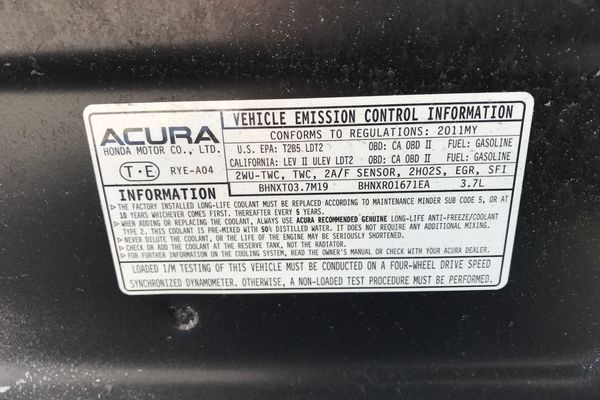 ACURA
HONDA MOTOR CO., LTD.
T·E RYE-A04
VEHICLE EMISSION CONTROL INFORMATION
CONFORMS TO REGULATIONS: 2011MY
U.S. EPA: T2B5 LDT2 OBD: CA OBD II FUEL: GASOLINE
CALIFORNIA: LEV II ULEV LDT2 OBD: CA OBD II FUEL: GASOLINE
2WU-TWC, TWC, 2A/F SENSOR, 2HO2S, EGR, SFI
BHNXT03.7M19 BHNXR0167IEA 3.7L
INFORMATION
▷ THE FACTORY INSTALLED LONG-LIFE COOLANT MUST BE REPLACED ACCORDING TO MAINTENANCE MINDER SUB CODE 5, OR AT
10 YEARS WHICHEVER COMES FIRST. THEREAFTER EVERY 5 YEARS.
▷ WHEN ADDING OR REPLACING THE COOLANT, ALWAYS USE ACURA RECOMMENDED GENUINE LONG-LIFE ANTI-FREEZE/COOLANT
TYPE 2. THIS COOLANT IS PRE-MIXED WITH 50% DISTILLED WATER. IT DOES NOT REQUIRE ANY ADDITIONAL MIXING.
▷ NEVER DILUTE THE COOLANT, OR THE ENGINE MAY BE DAMAGED.
▷ CHECK OR ADD THE COOLANT AT THE RESERVE TANK, NOT THE RADIATOR.
▷ FOR FURTHER INFORMATION ON THE COOLING SYSTEM, READ THE OWNER'S MANUAL OR CHECK WITH YOUR ACURA DEALER.
LOADED I/M TESTING OF THIS VEHICLE MUST BE CONDUCTED ON A FOUR-WHEEL DRIVE SPEED
SYNCHRONIZED DYNAMOMETER. OTHERWISE, A NON-LOADED TEST PROCEDURE MUST BE PERFORMED.